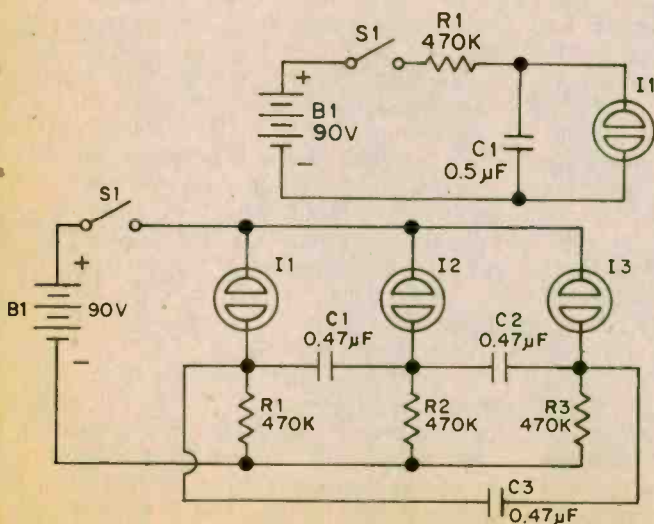 S1
R1
470K
+
B1
90V
-
C1
0.5µF
I1
S1
+
B1
90V
-
I1
I2
I3
C1
0.47µF
C2
0.47µF
R1
470K
R2
470K
R3
470K
C3
0.47µF